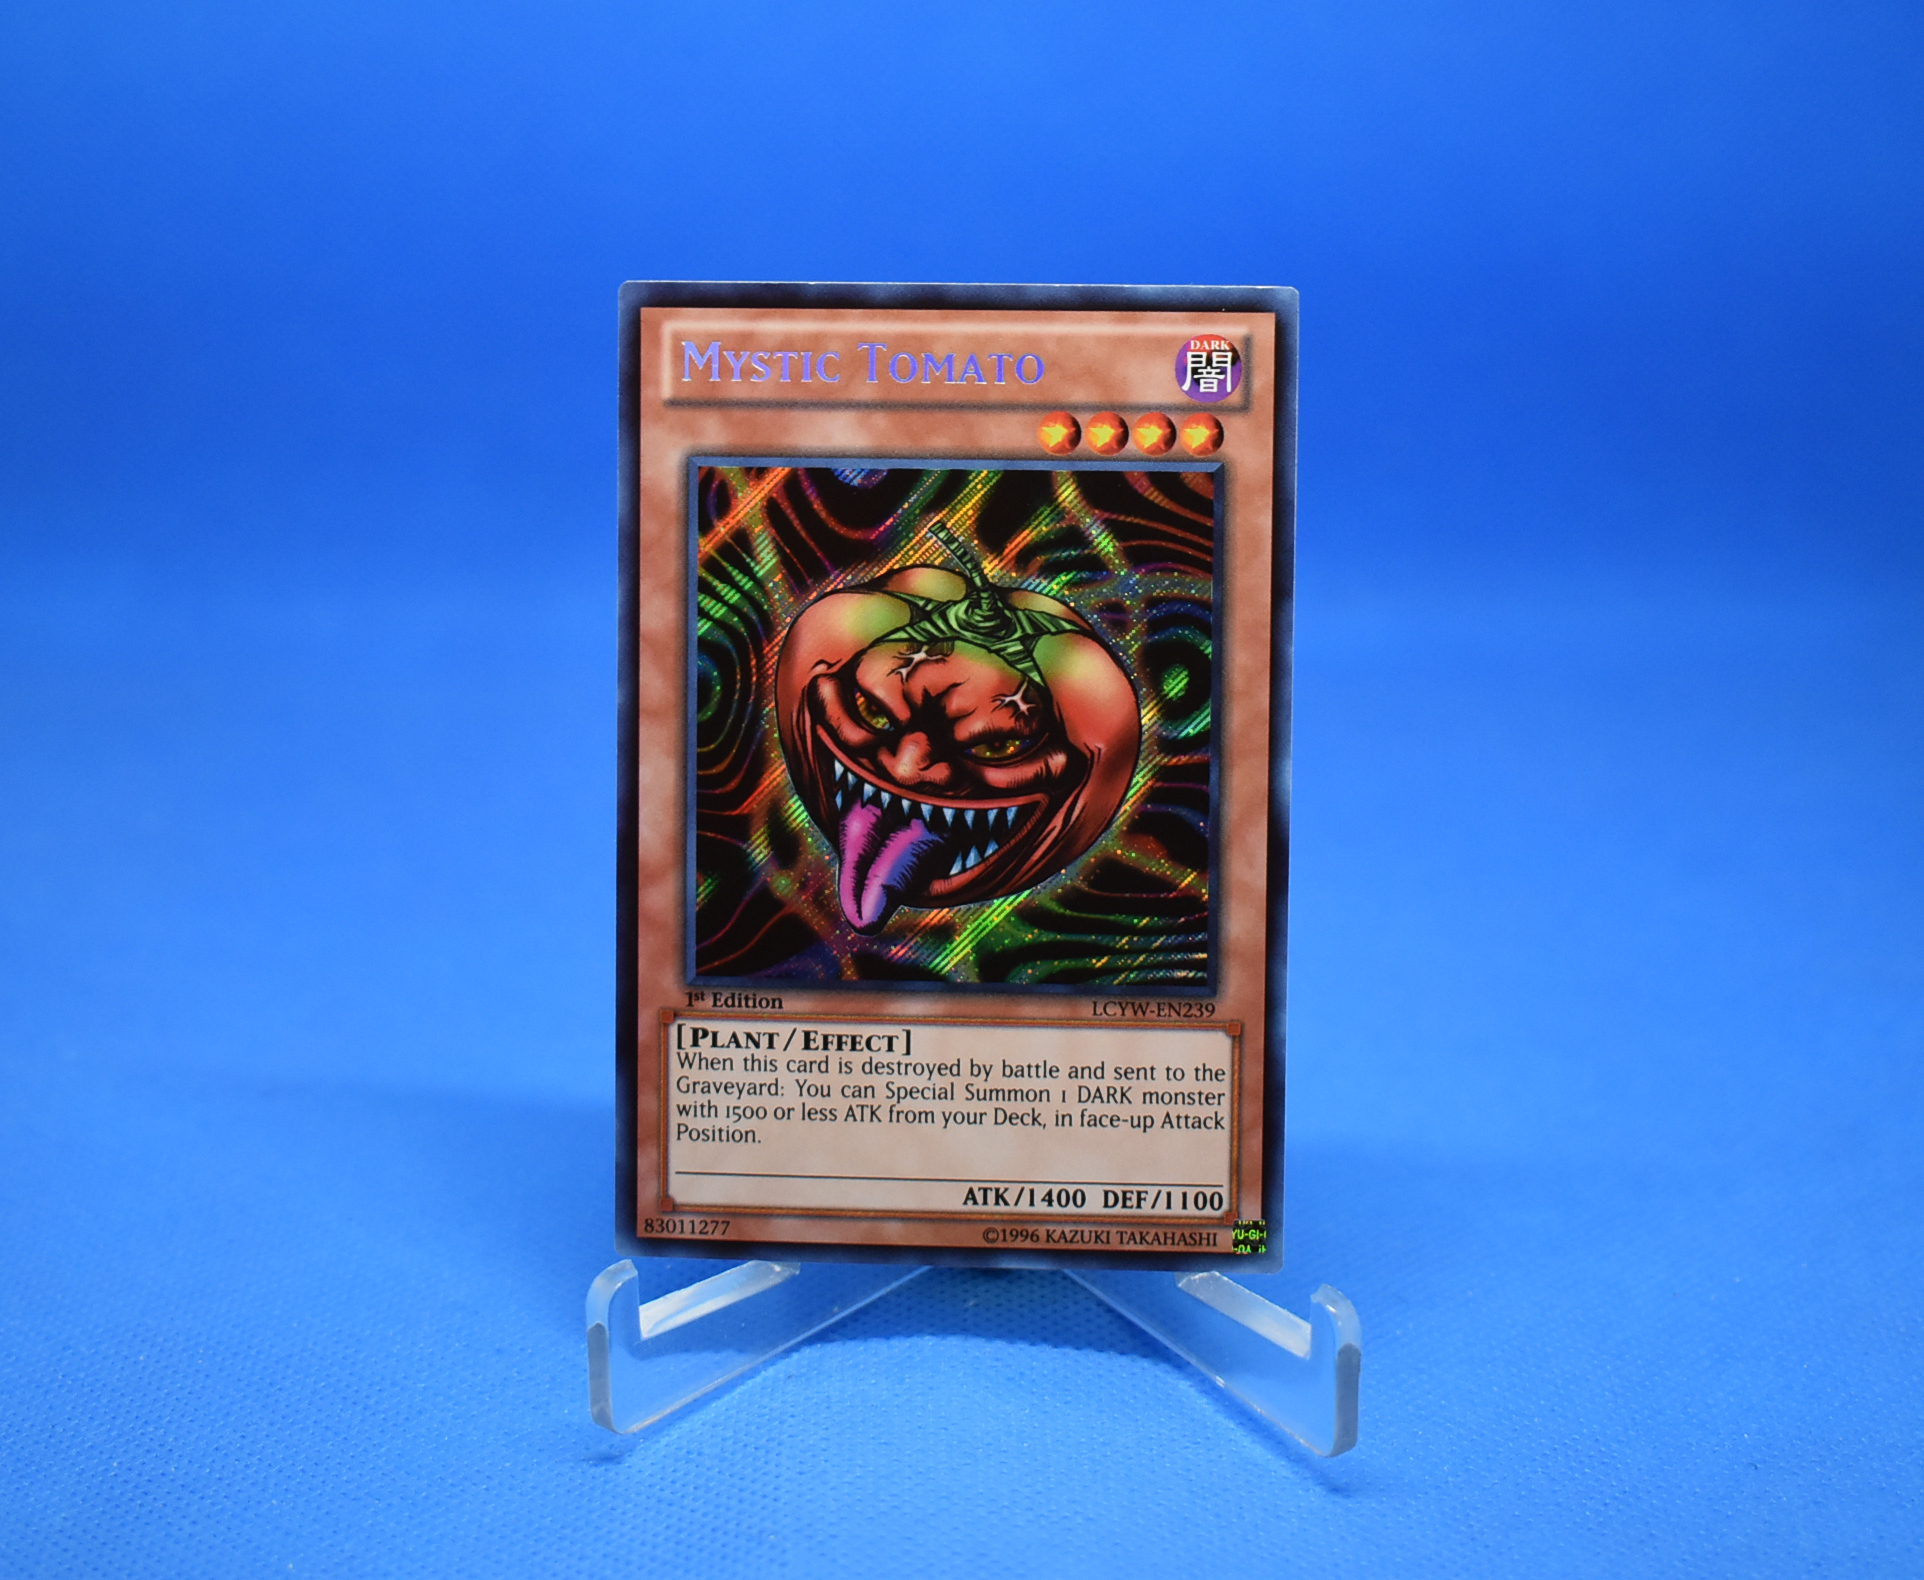 Mystic Tomato
DARK
闇
1st Edition
LCYW-EN239
[Plant/Effect]
When this card is destroyed by battle and sent to the
Graveyard: You can Special Summon 1 DARK monster
with 1500 or less ATK from your Deck, in face-up Attack
Position.
ATK/1400 DEF/1100
83011277
©1996 KAZUKI TAKAHASHI